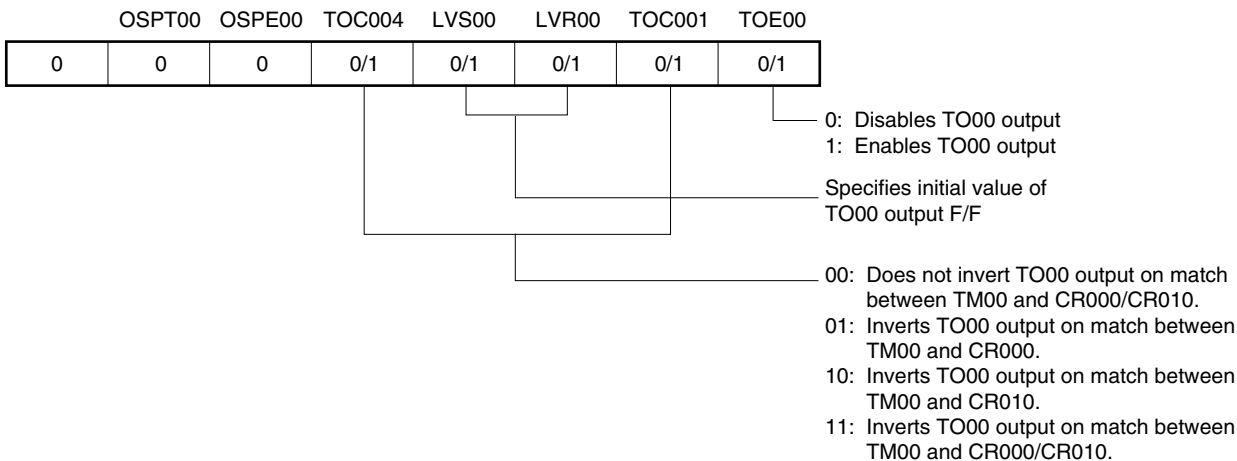 OSPT00 OSPE00 TOC004 LVS00 LVR00 TOC001 TOE00
0 0 0 0/1 0/1 0/1 0/1 0/1
0: Disables TO00 output
1: Enables TO00 output
Specifies initial value of
TO00 output F/F
00: Does not invert TO00 output on match
between TM00 and CR000/CR010.
01: Inverts TO00 output on match between
TM00 and CR000.
10: Inverts TO00 output on match between
TM00 and CR010.
11: Inverts TO00 output on match between
TM00 and CR000/CR010.